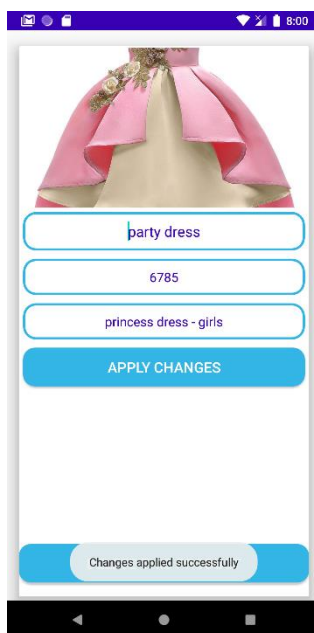 8:00
party dress
6785
princess dress - girls
APPLY CHANGES
Changes applied successfully